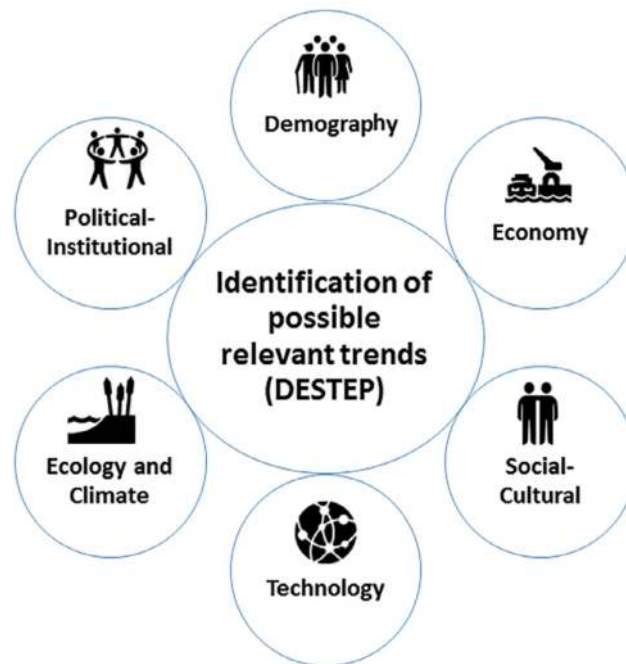 Demography
Economy
Social-
Cultural
Technology
Ecology and
Climate
Political-
Institutional
Identification of
possible
relevant trends
(DESTEP)